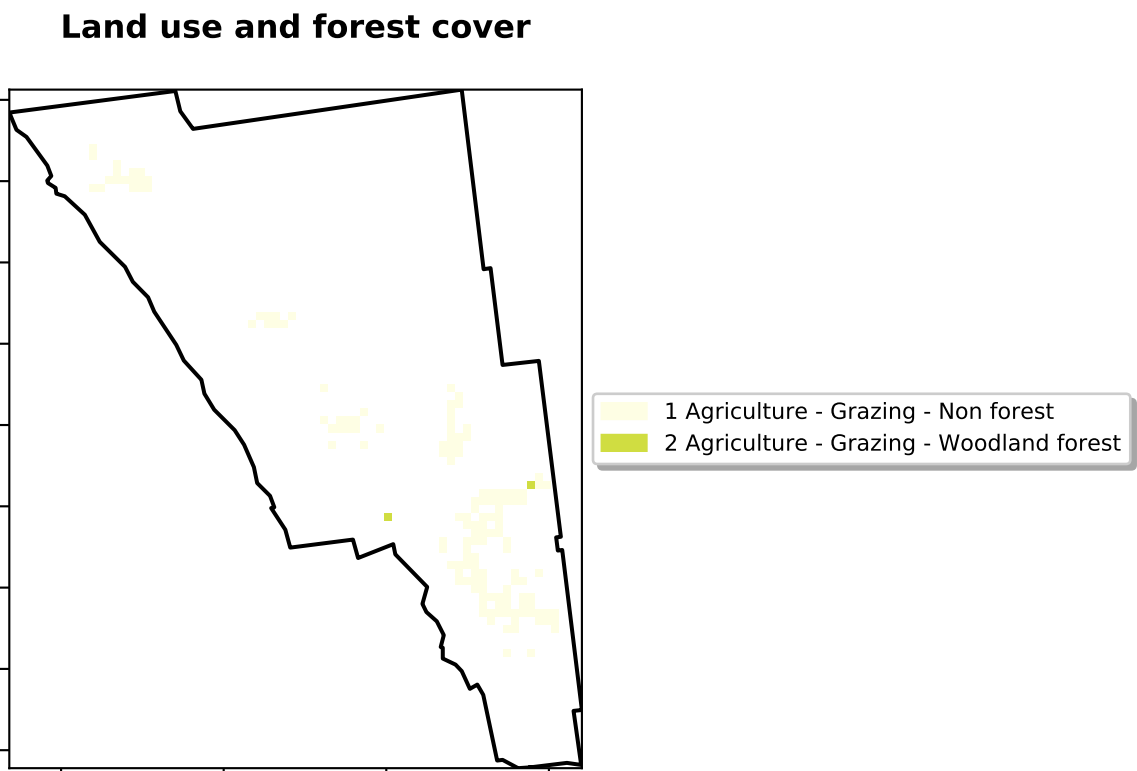 Land use and forest cover
1 Agriculture - Grazing - Non forest
2 Agriculture - Grazing - Woodland forest